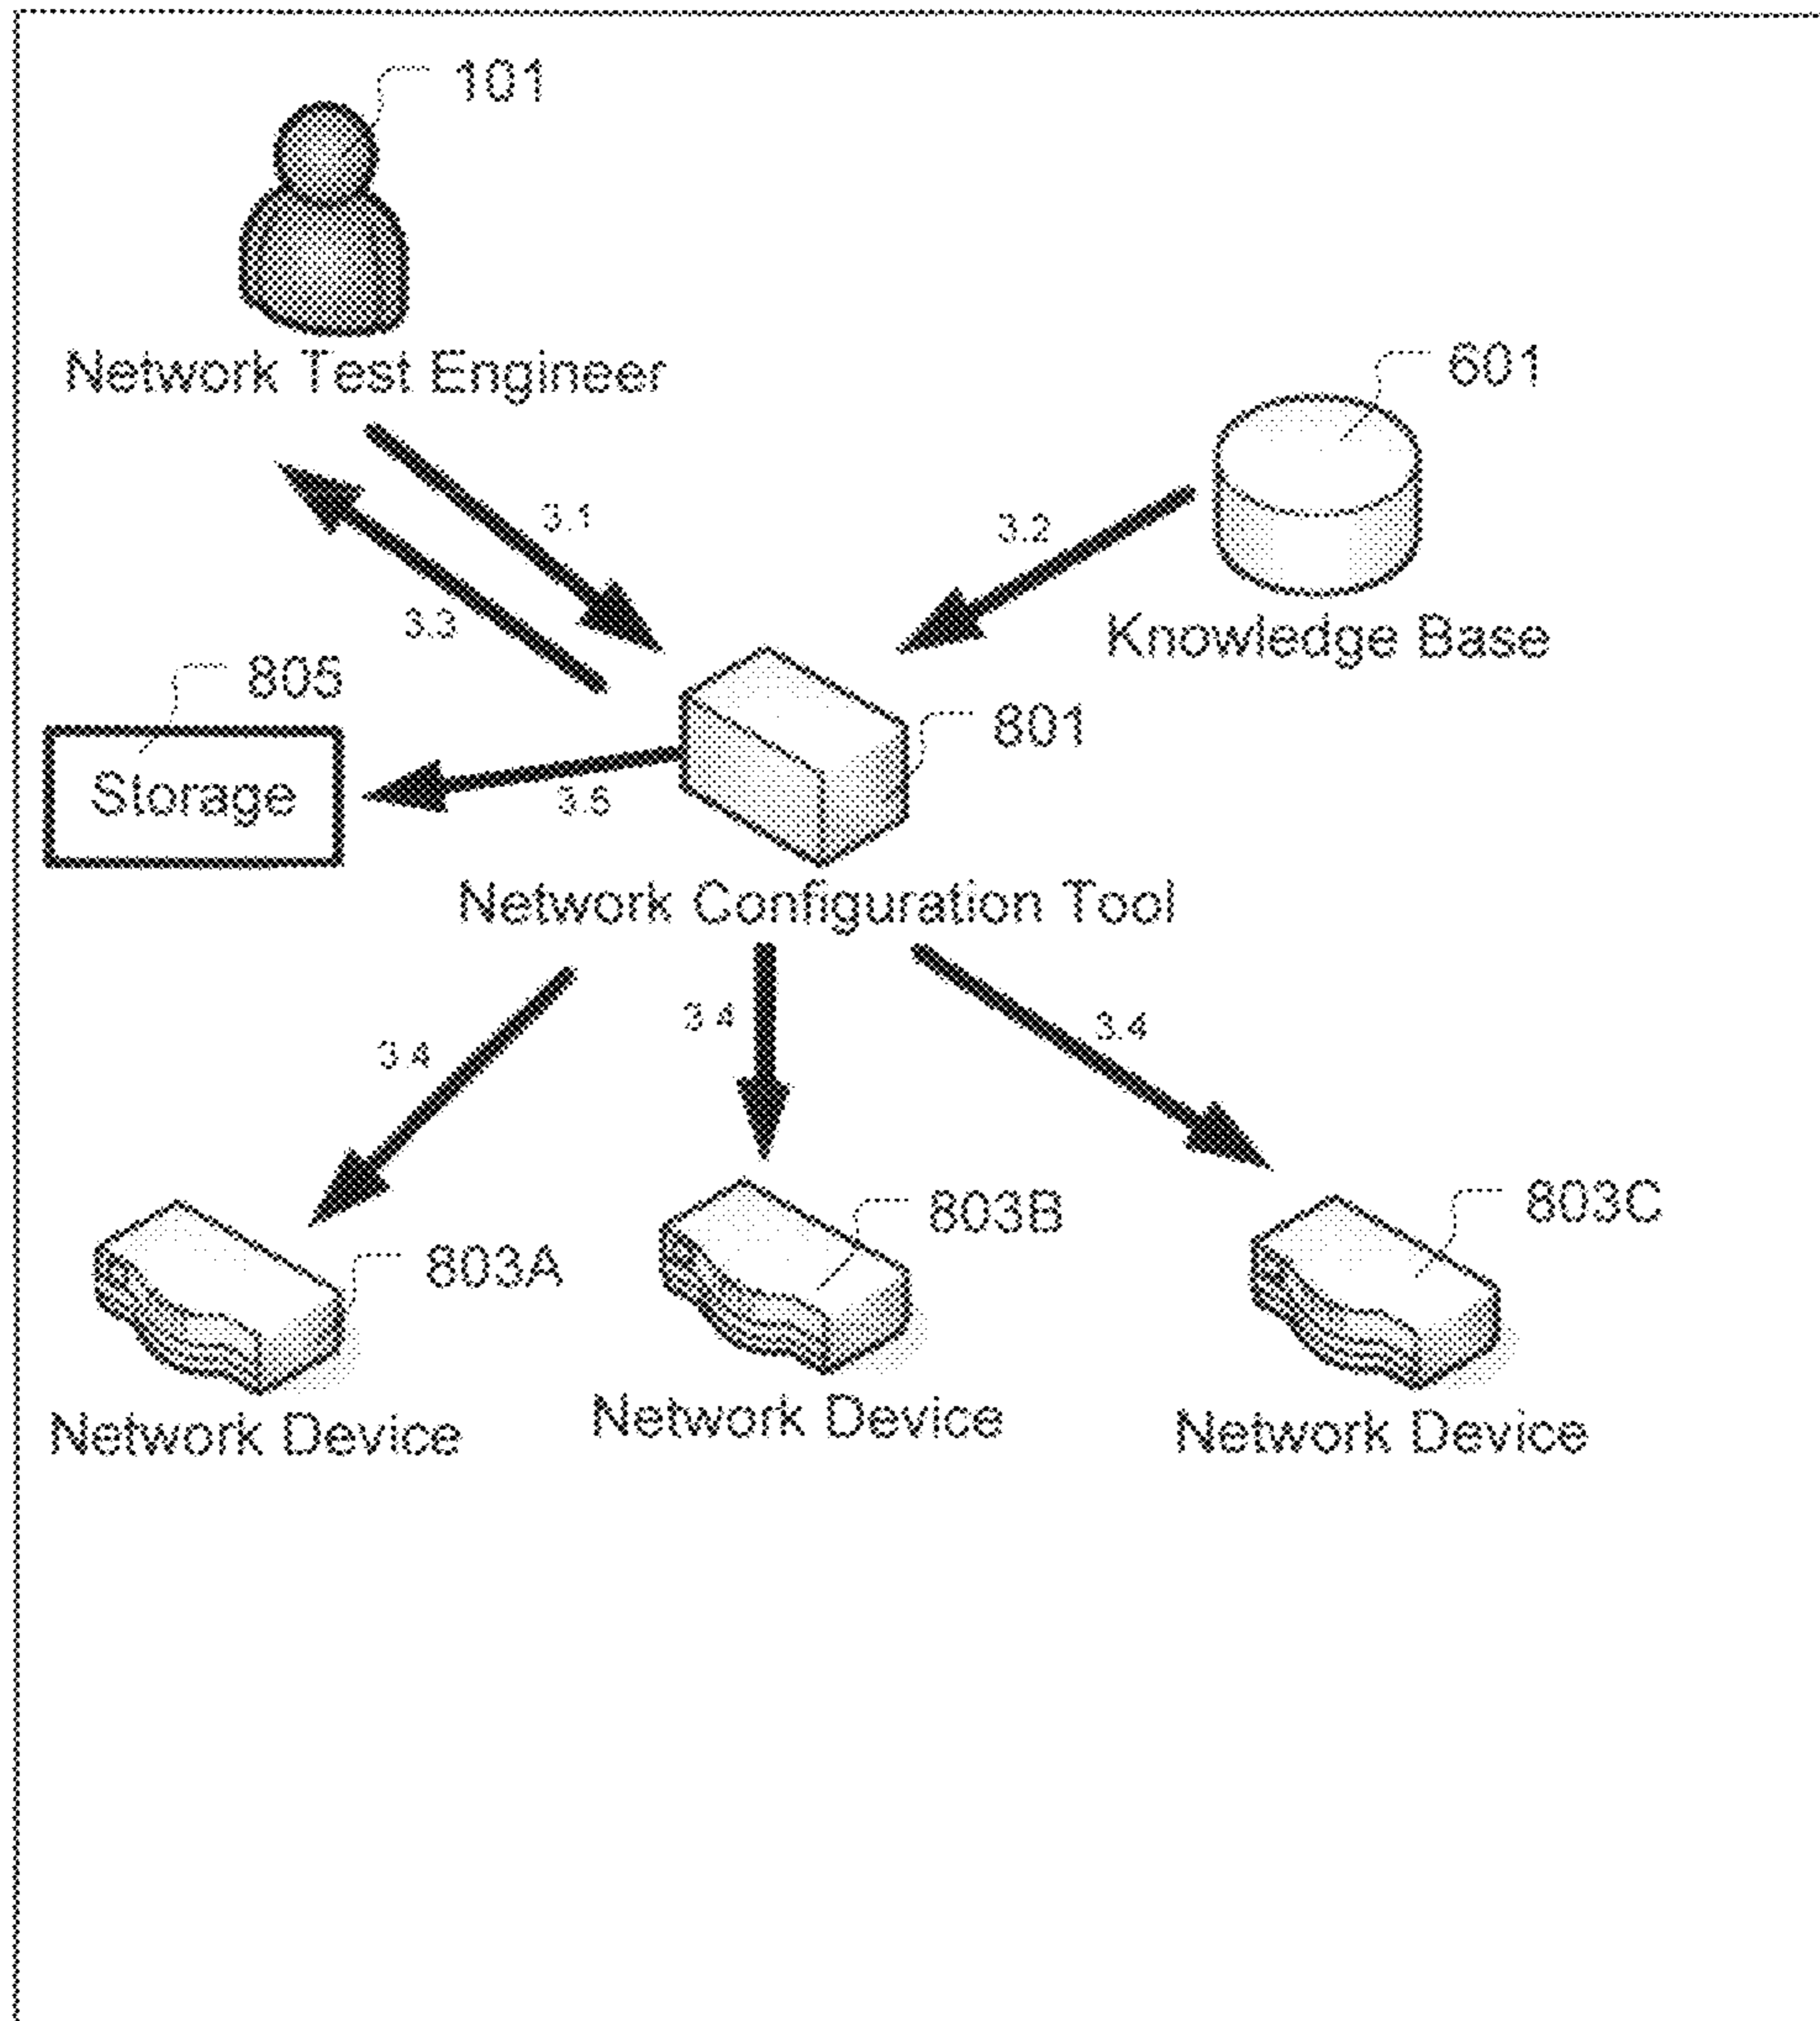 101
Network Test Engineer
601
3.1
3.2
3.3
Knowledge Base
805
801
Storage
3.5
Network Configuration Tool
3.4
3.4
3.4
803A
803B
803C
Network Device
Network Device
Network Device